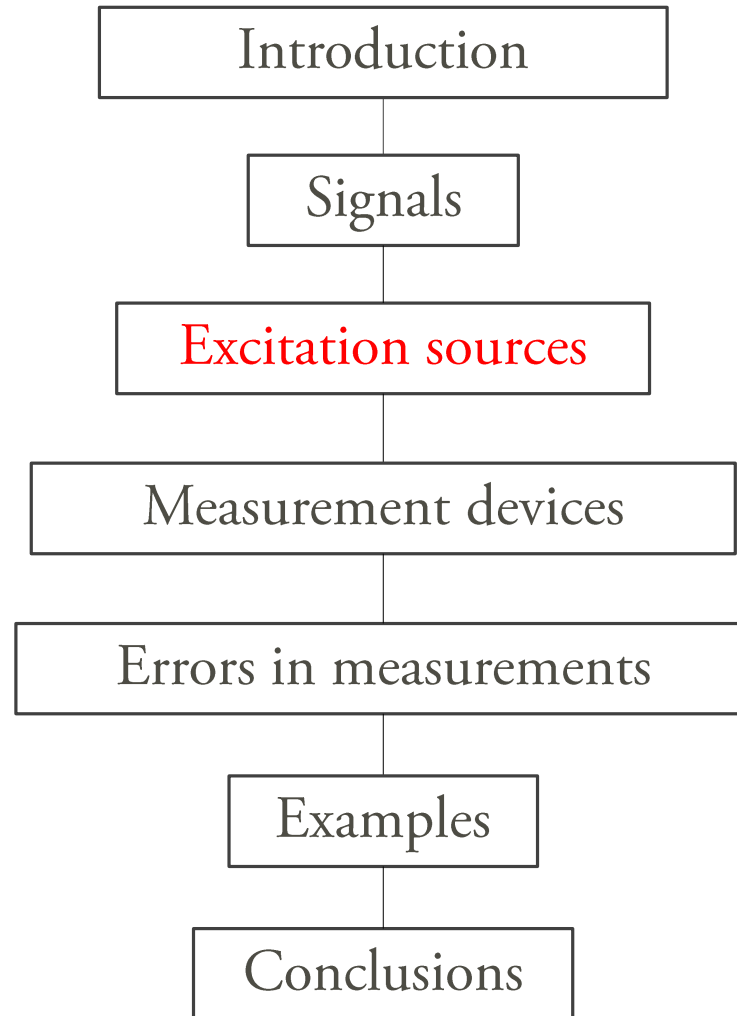 Introduction
Signals
Excitation sources
Measurement devices
Errors in measurements
Examples
Conclusions